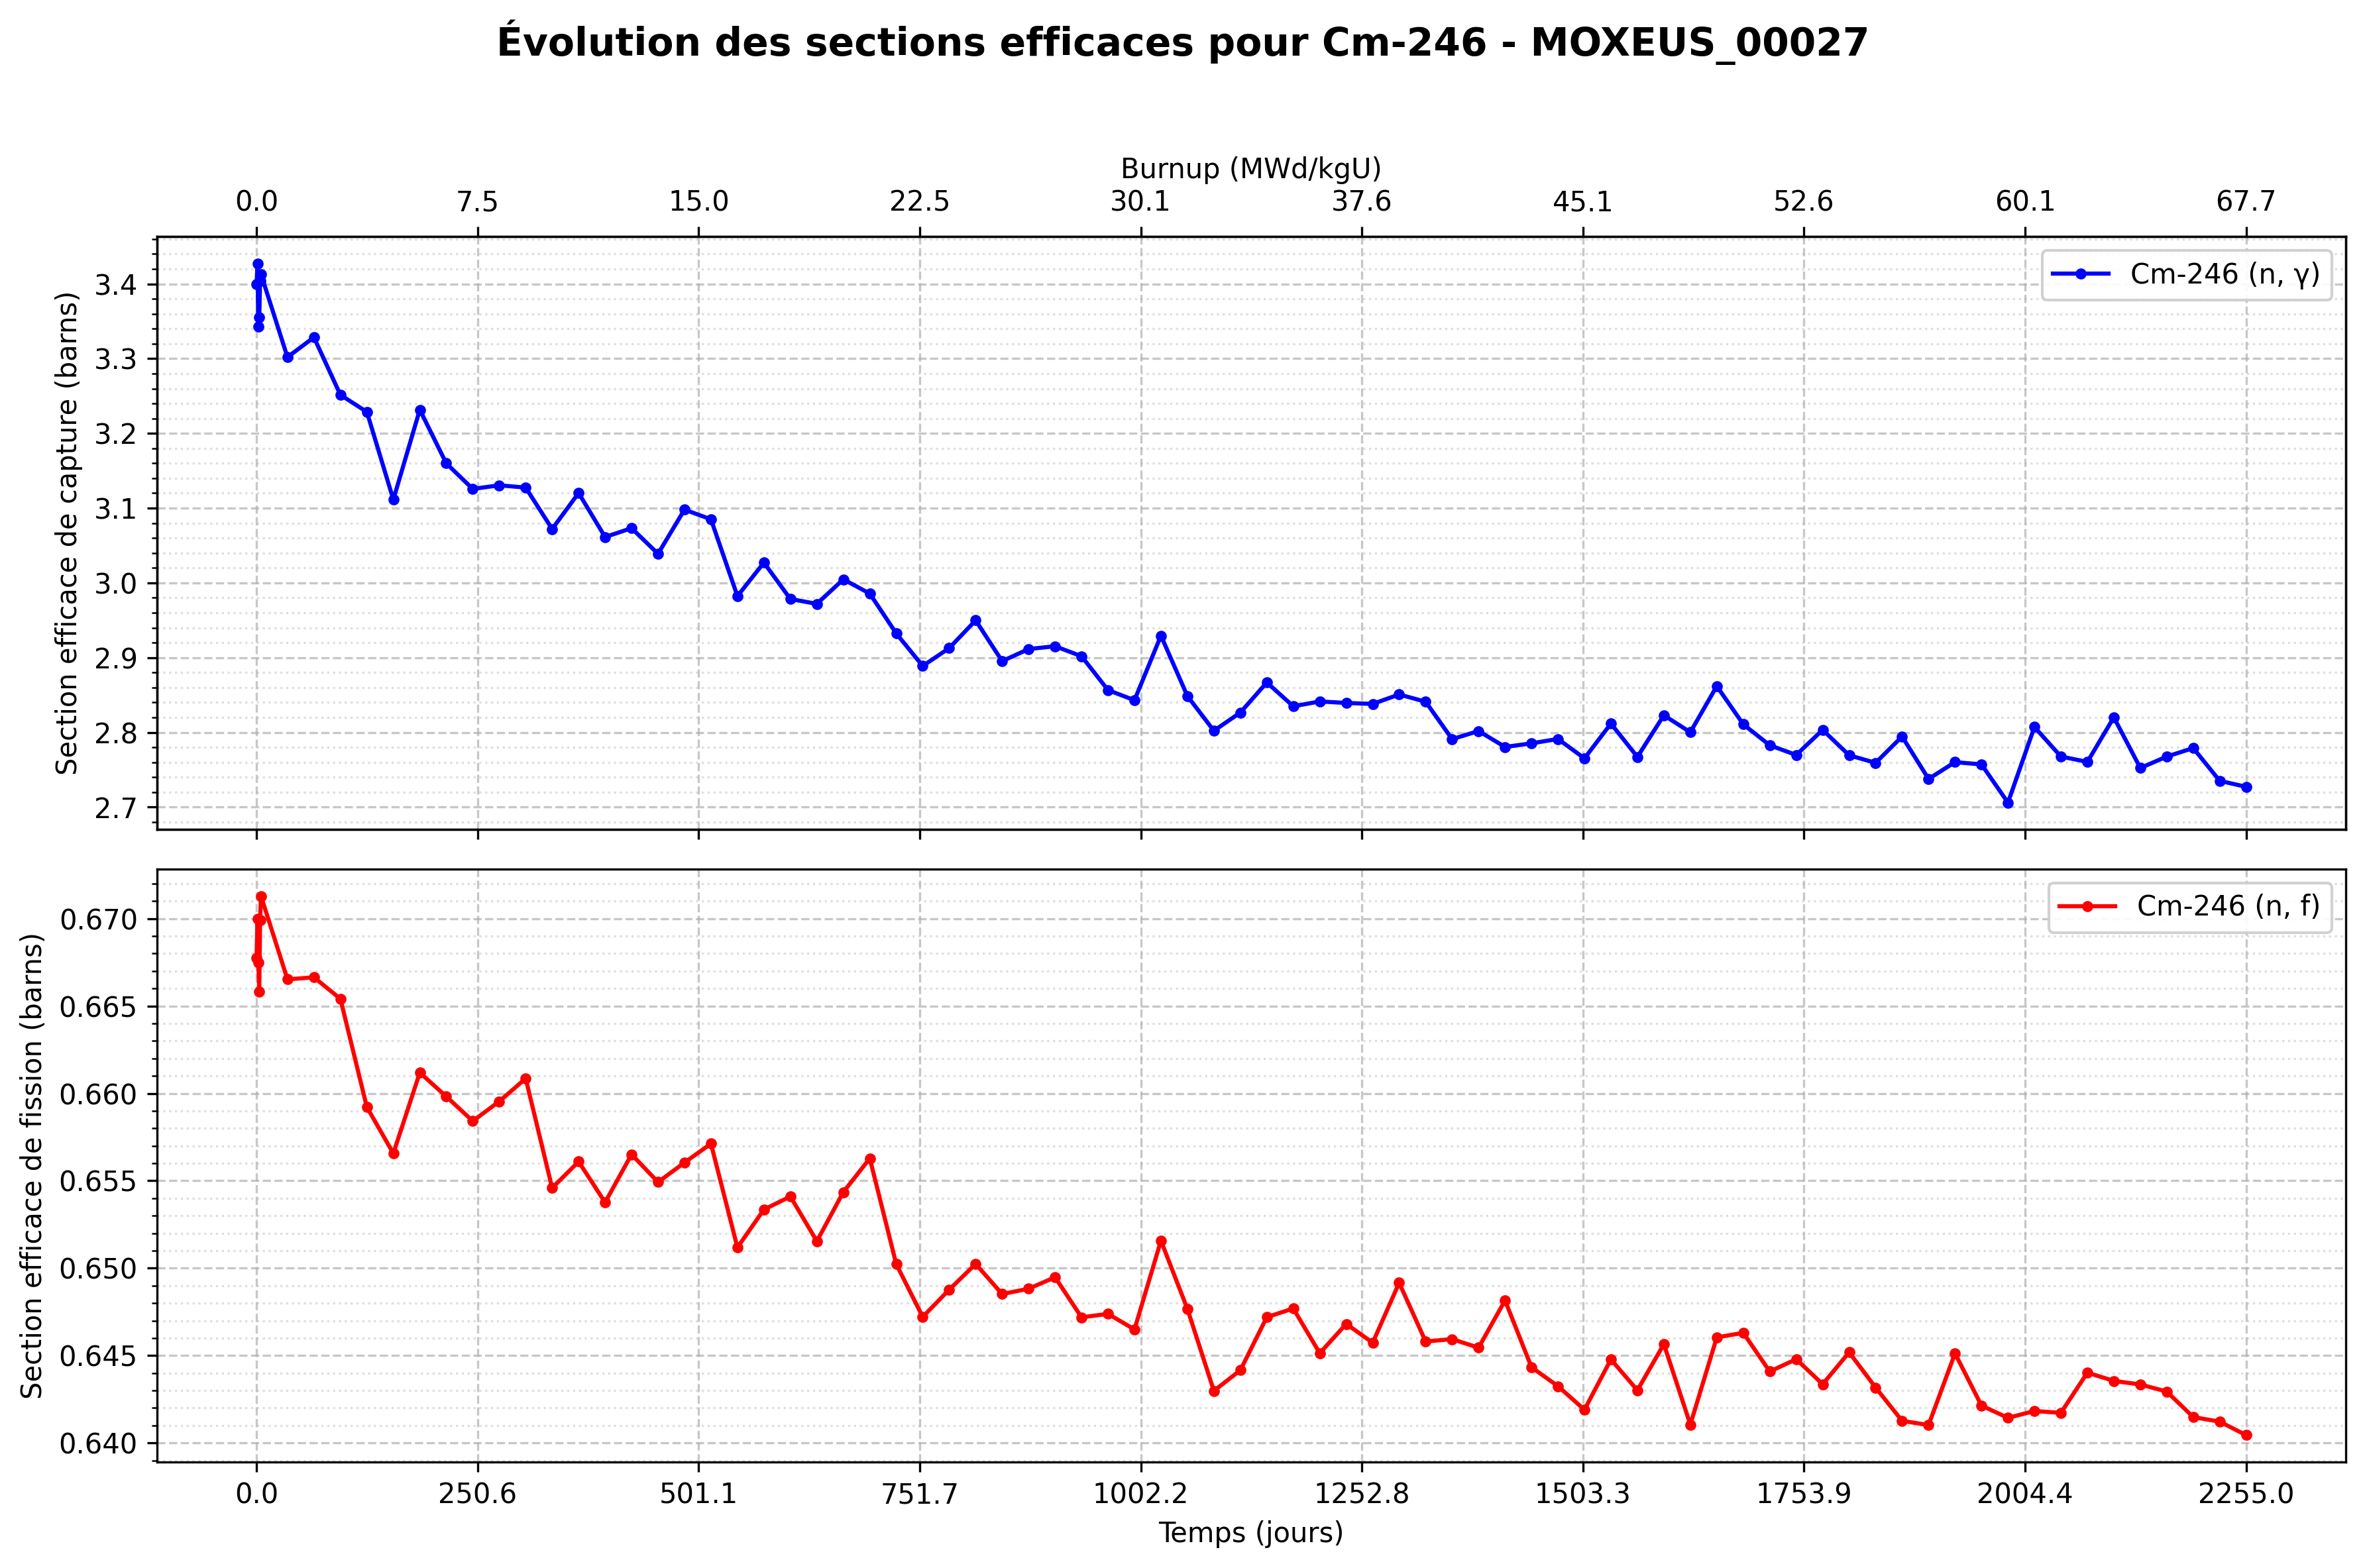 Évolution des sections efficaces pour Cm-246 - MOXEUS_00027
Burnup (MWd/kgU)
0.0 7.5 15.0 22.5 30.1 37.6 45.1 52.6 60.1 67.7
Section efficace de capture (barns)
3.4
3.3
3.2
3.1
3.0
2.9
2.8
2.7
Cm-246 (n, γ)
Section efficace de fission (barns)
0.670
0.665
0.660
0.655
0.650
0.645
0.640
Cm-246 (n, f)
0.0 250.6 501.1 751.7 1002.2 1252.8 1503.3 1753.9 2004.4 2255.0
Temps (jours)